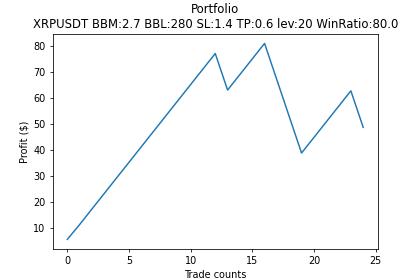 Portfolio
XRPUSDT BBM:2.7 BBL:280 SL:1.4 TP:0.6 lev:20 WinRatio:80.0
80
70
60
50
40
30
20
10
Profit ($)
0 5 10 15 20 25
Trade counts